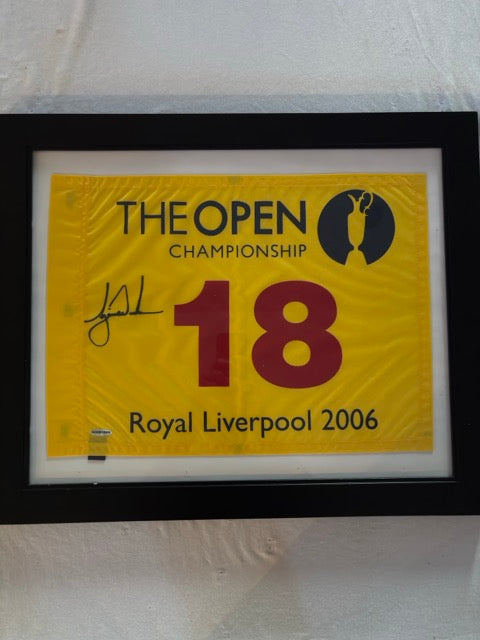 THE OPEN
CHAMPIONSHIP
18
Royal Liverpool 2006